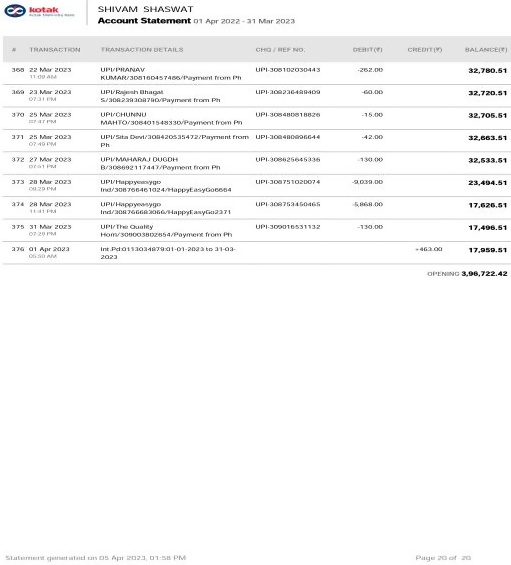 kotak
Kotak Mahindra Bank
SHIVAM SHASWAT
Account Statement 01 Apr 2022 - 31 Mar 2023
# TRANSACTION TRANSACTION DETAILS CHQ / REF NO. DEBIT(₹) CREDIT(₹) BALANCE(₹)
368 22 Mar 2023 UPI/PRANAV UPI-308102030443 -262.00 32,780.51
11:09 AM KUMAR/308160457486/Payment from Ph
369 23 Mar 2023 UPI/Rajesh Bhagat UPI-308236489409 -60.00 32,720.51
07:31 PM S/308239308790/Payment from Ph
370 25 Mar 2023 UPI/CHUNNU UPI-308480818826 -15.00 32,705.51
07:47 PM MAHTO/308401548330/Payment from Ph
371 25 Mar 2023 UPI/Sita Devi/308420535472/Payment from UPI-308480896644 -42.00 32,663.51
07:49 PM Ph
372 27 Mar 2023 UPI/MAHARAJ DUGDH UPI-308625645336 -130.00 32,533.51
07:51 PM B/308692117447/Payment from Ph
373 28 Mar 2023 UPI/Happyeasygo UPI-308751020074 -9,039.00 23,494.51
09:29 PM Ind/308766461024/HappyEasyGo6664
374 28 Mar 2023 UPI/Happyeasygo UPI-308753450465 -5,868.00 17,626.51
11:41 PM Ind/308766683066/HappyEasyGo2371
375 31 Mar 2023 UPI/The Quality UPI-309016531132 -130.00 17,496.51
07:29 PM Hom/309003802654/Payment from Ph
376 01 Apr 2023 Int.Pd:0113034879:01-01-2023 to 31-03- +463.00 17,959.51
05:50 AM 2023
OPENING 3,96,722.42
Statement generated on 05 Apr 2023, 01:58 PM Page 20 of 20